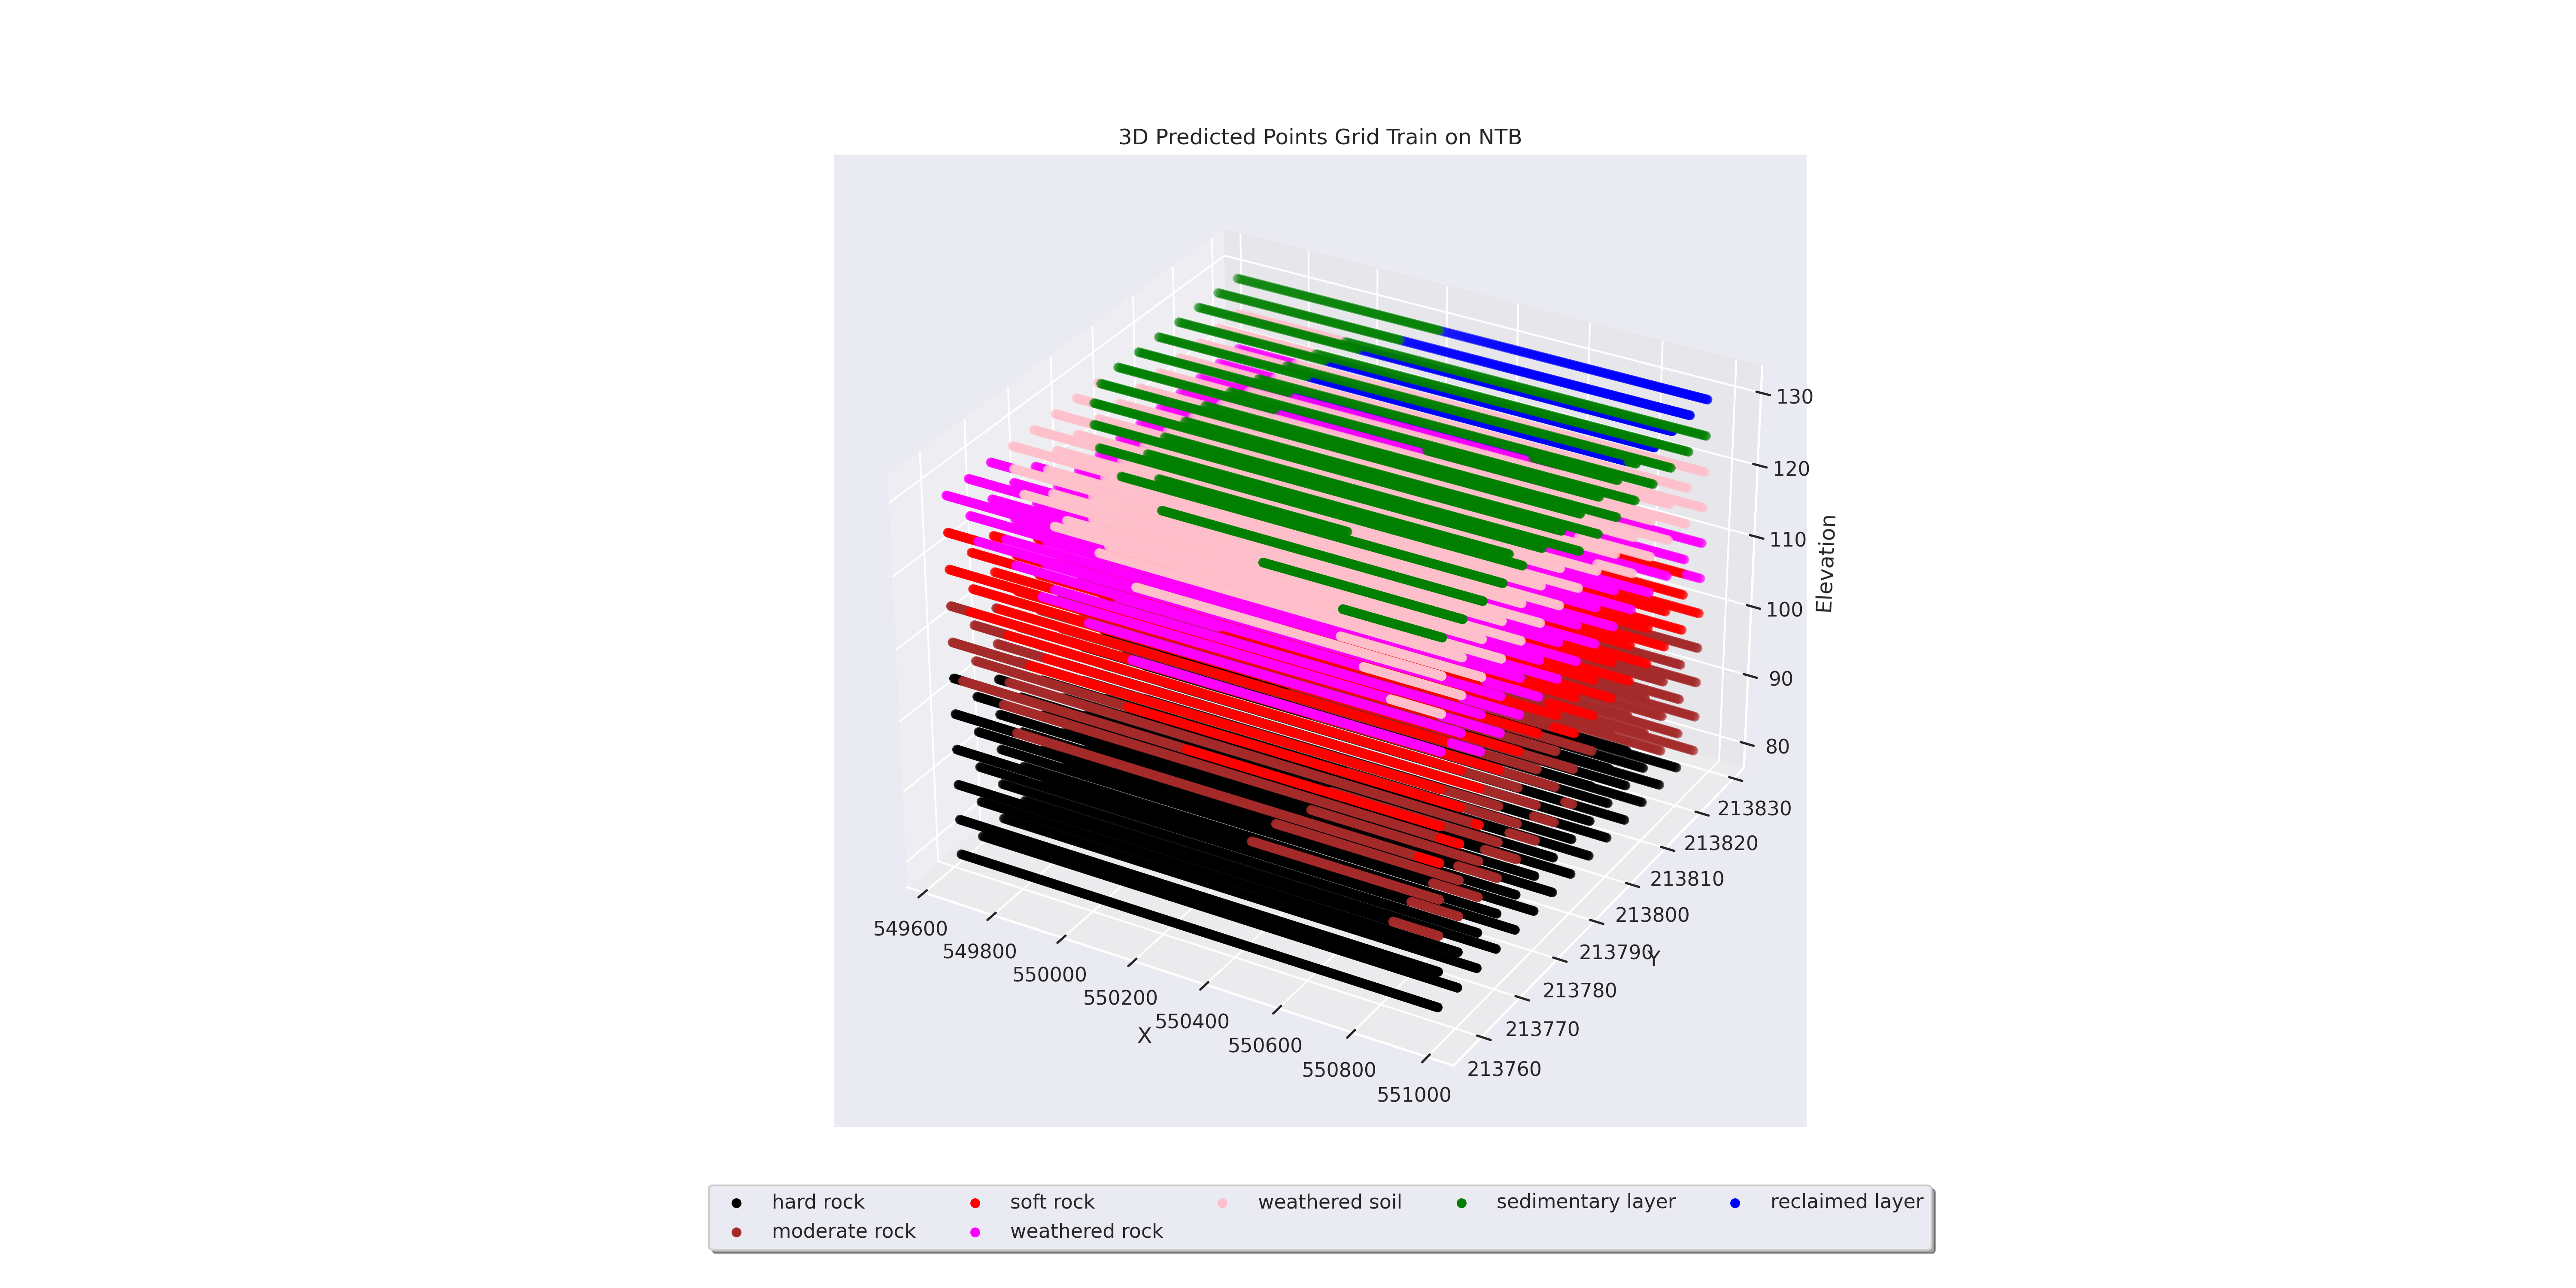 3D Predicted Points Grid Train on NTB
130
120
110
100
90
80
Elevation
213830
213820
213810
213800
213790
213780
213770
213760
Y
549600
549800
550000
550200
550400
550600
550800
551000
X
hard rock
soft rock
weathered soil
sedimentary layer
reclaimed layer
moderate rock
weathered rock